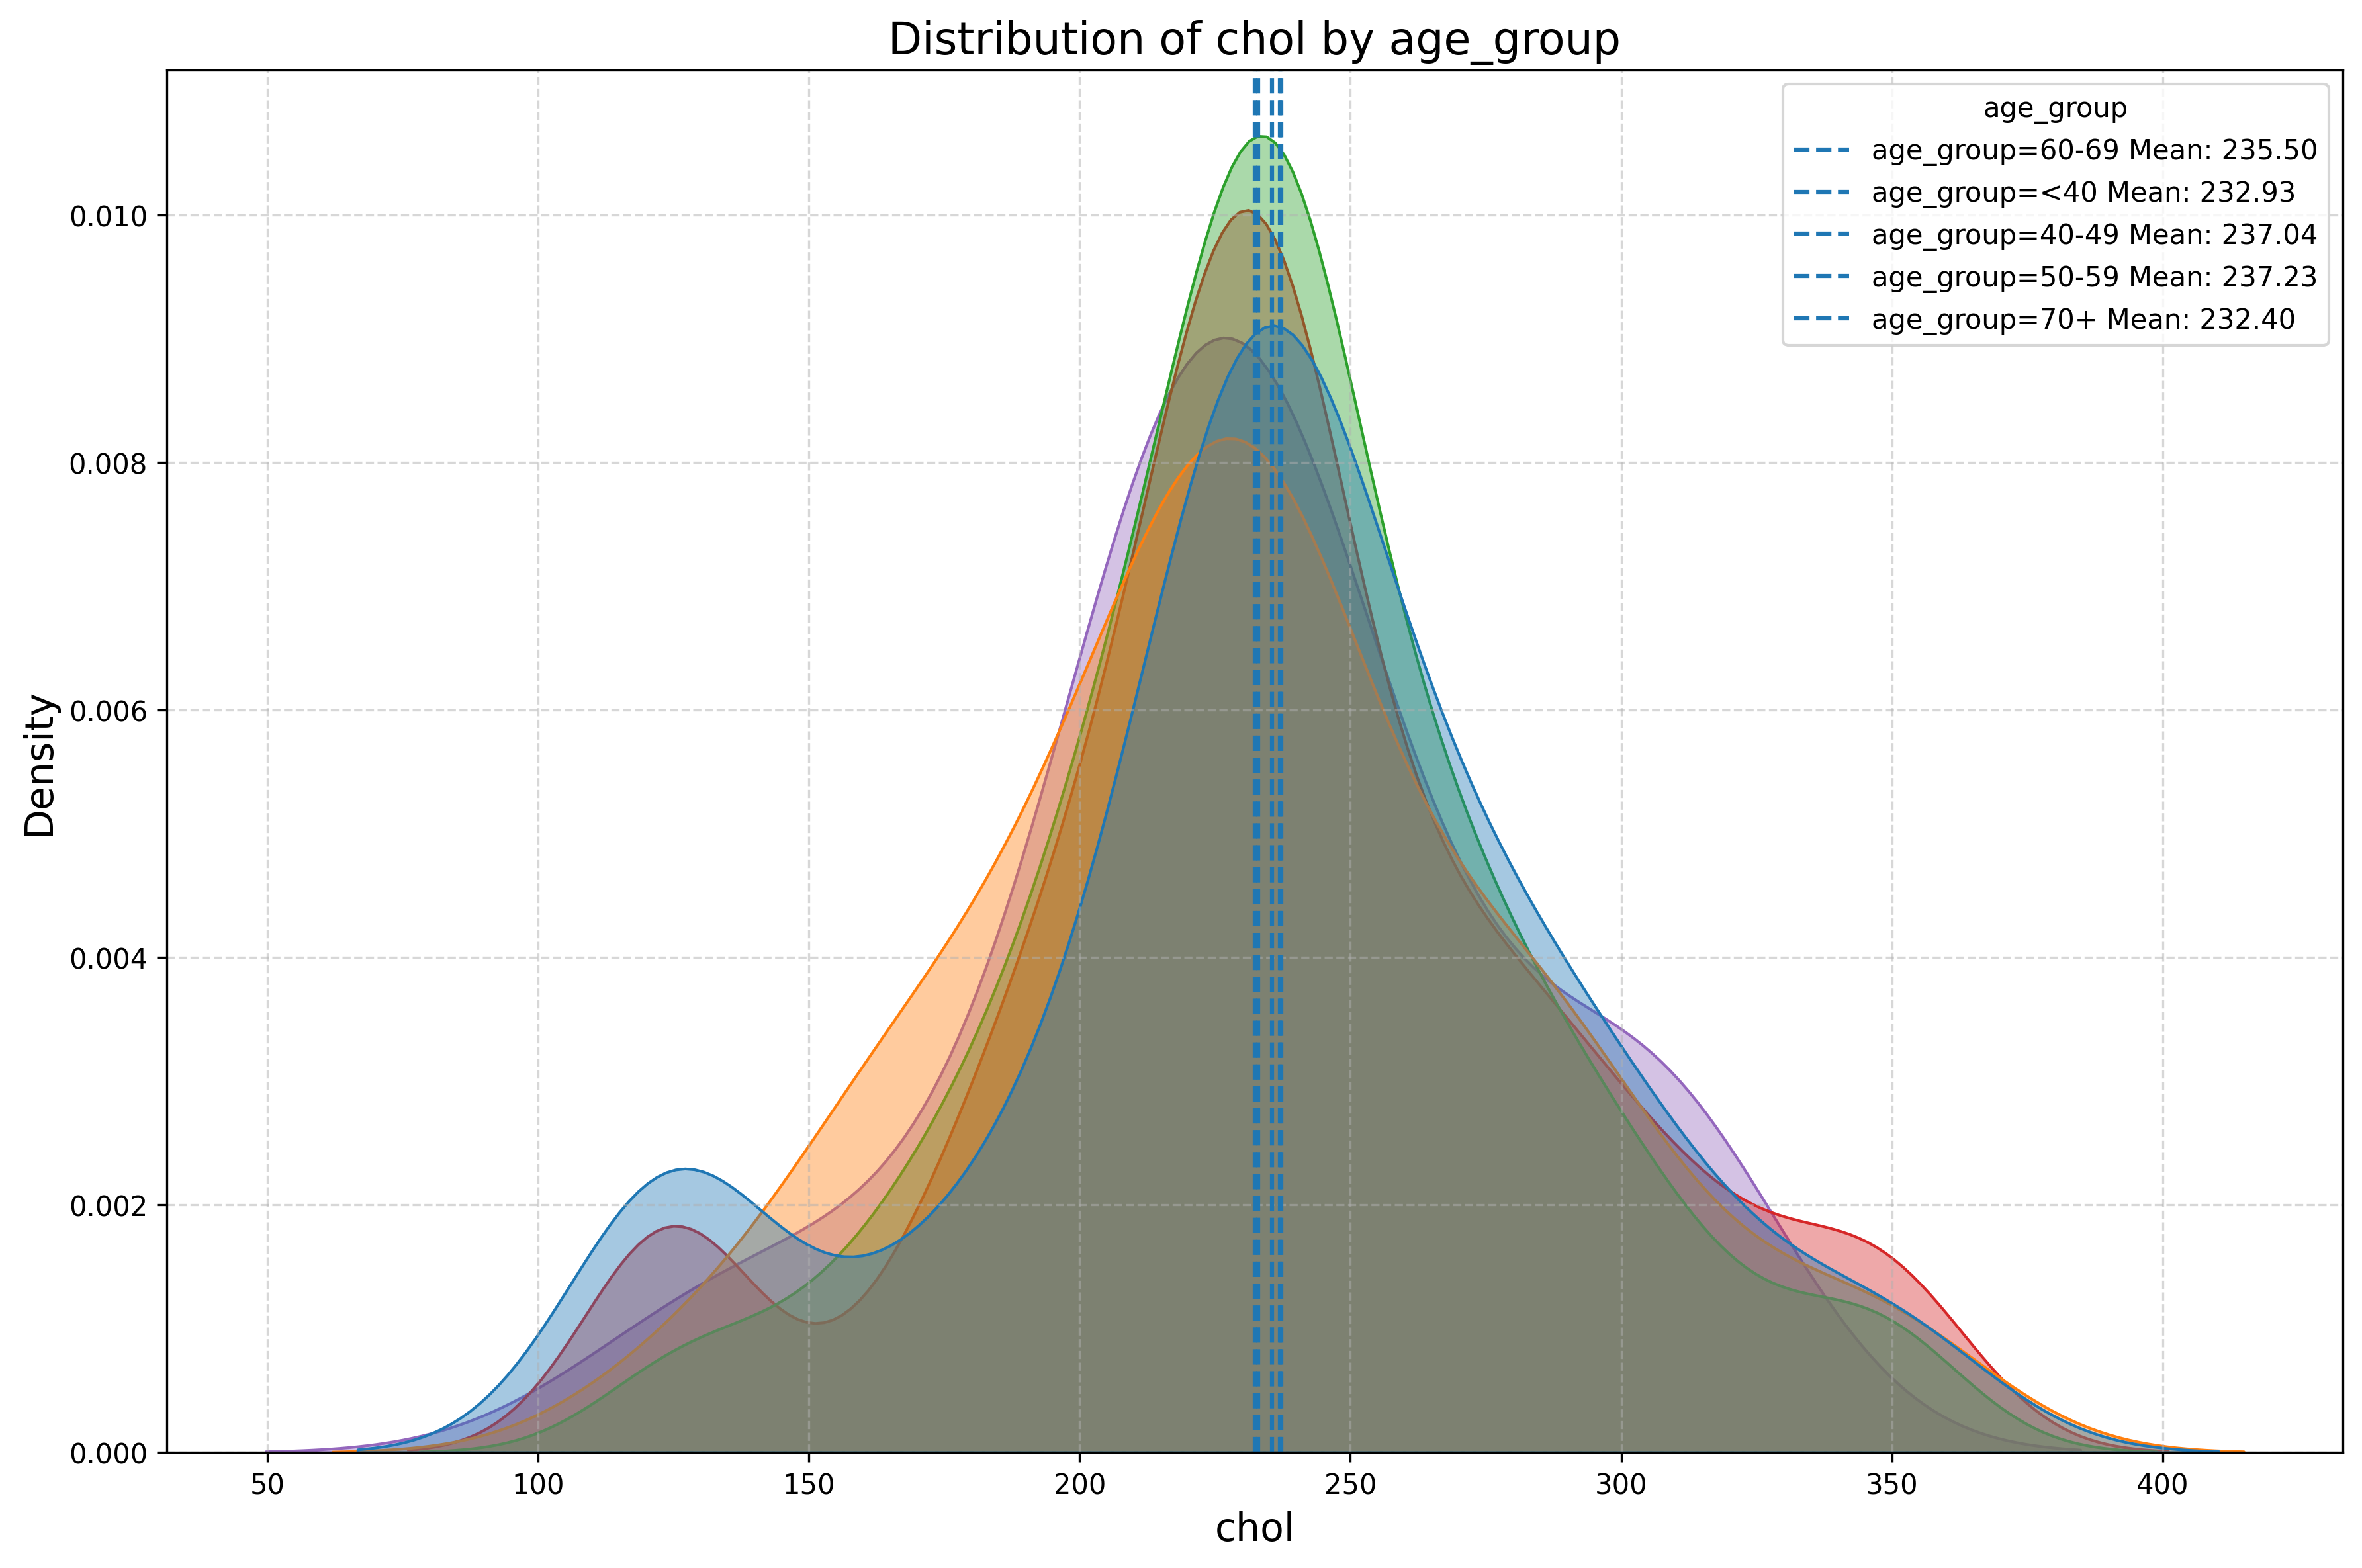 Distribution of chol by age_group
age_group
age_group=60-69 Mean: 235.50
age_group=<40 Mean: 232.93
age_group=40-49 Mean: 237.04
age_group=50-59 Mean: 237.23
age_group=70+ Mean: 232.40
Density
0.010
0.008
0.006
0.004
0.002
0.000
50 100 150 200 250 300 350 400
chol